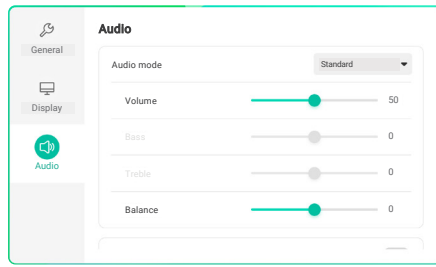 Audio
General
Audio mode Standard
Volume 50
Display
Bass 0
Audio
Treble 0
Balance 0